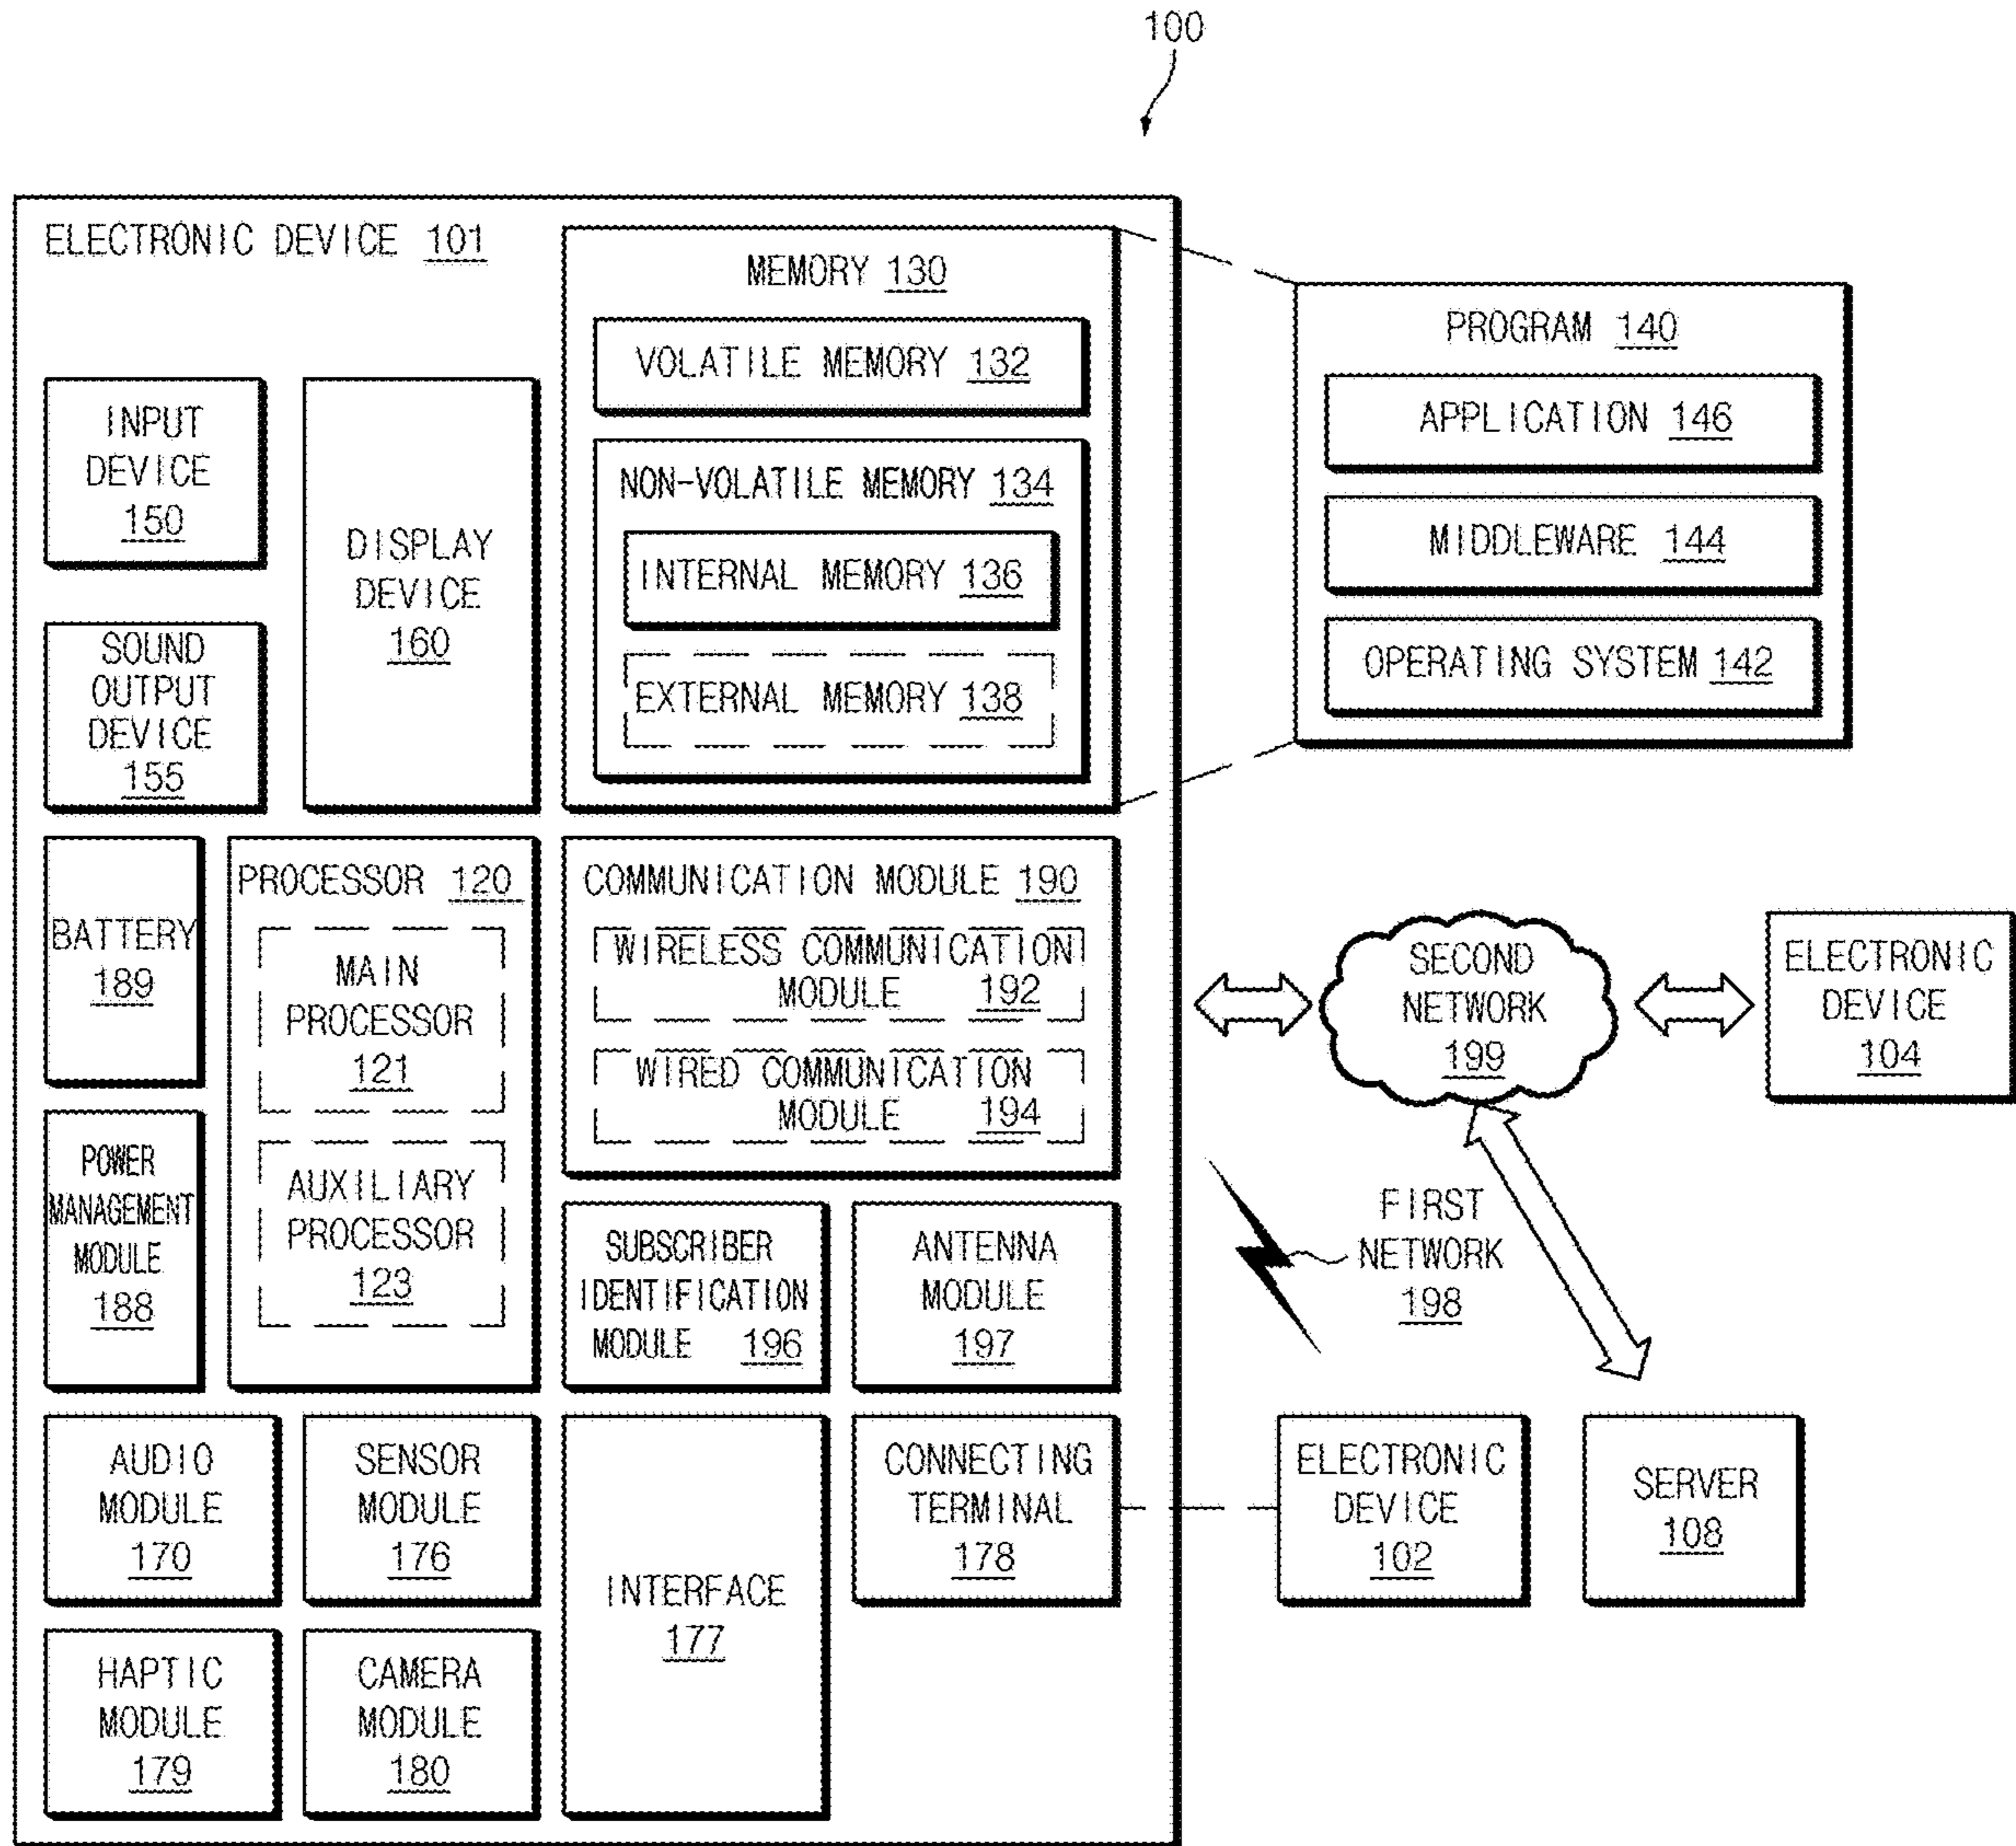 100
ELECTRONIC DEVICE 101
MEMORY 130
VOLATILE MEMORY 132
NON-VOLATILE MEMORY 134
INTERNAL MEMORY 136
EXTERNAL MEMORY 138
PROGRAM 140
APPLICATION 146
MIDDLEWARE 144
OPERATING SYSTEM 142
INPUT
DEVICE
150
SOUND
OUTPUT
DEVICE
155
DISPLAY
DEVICE
160
BATTERY
189
POWER
MANAGEMENT
MODULE
188
PROCESSOR 120
MAIN
PROCESSOR
121
AUXILIARY
PROCESSOR
123
COMMUNICATION MODULE 190
WIRELESS COMMUNICATION
MODULE 192
WIRED COMMUNICATION
MODULE 194
SUBSCRIBER
IDENTIFICATION
MODULE 196
ANTENNA
MODULE
197
SECOND
NETWORK
199
ELECTRONIC
DEVICE
104
FIRST
NETWORK
198
AUDIO
MODULE
170
SENSOR
MODULE
176
INTERFACE
177
CONNECTING
TERMINAL
178
ELECTRONIC
DEVICE
102
SERVER
108
HAPTIC
MODULE
179
CAMERA
MODULE
180